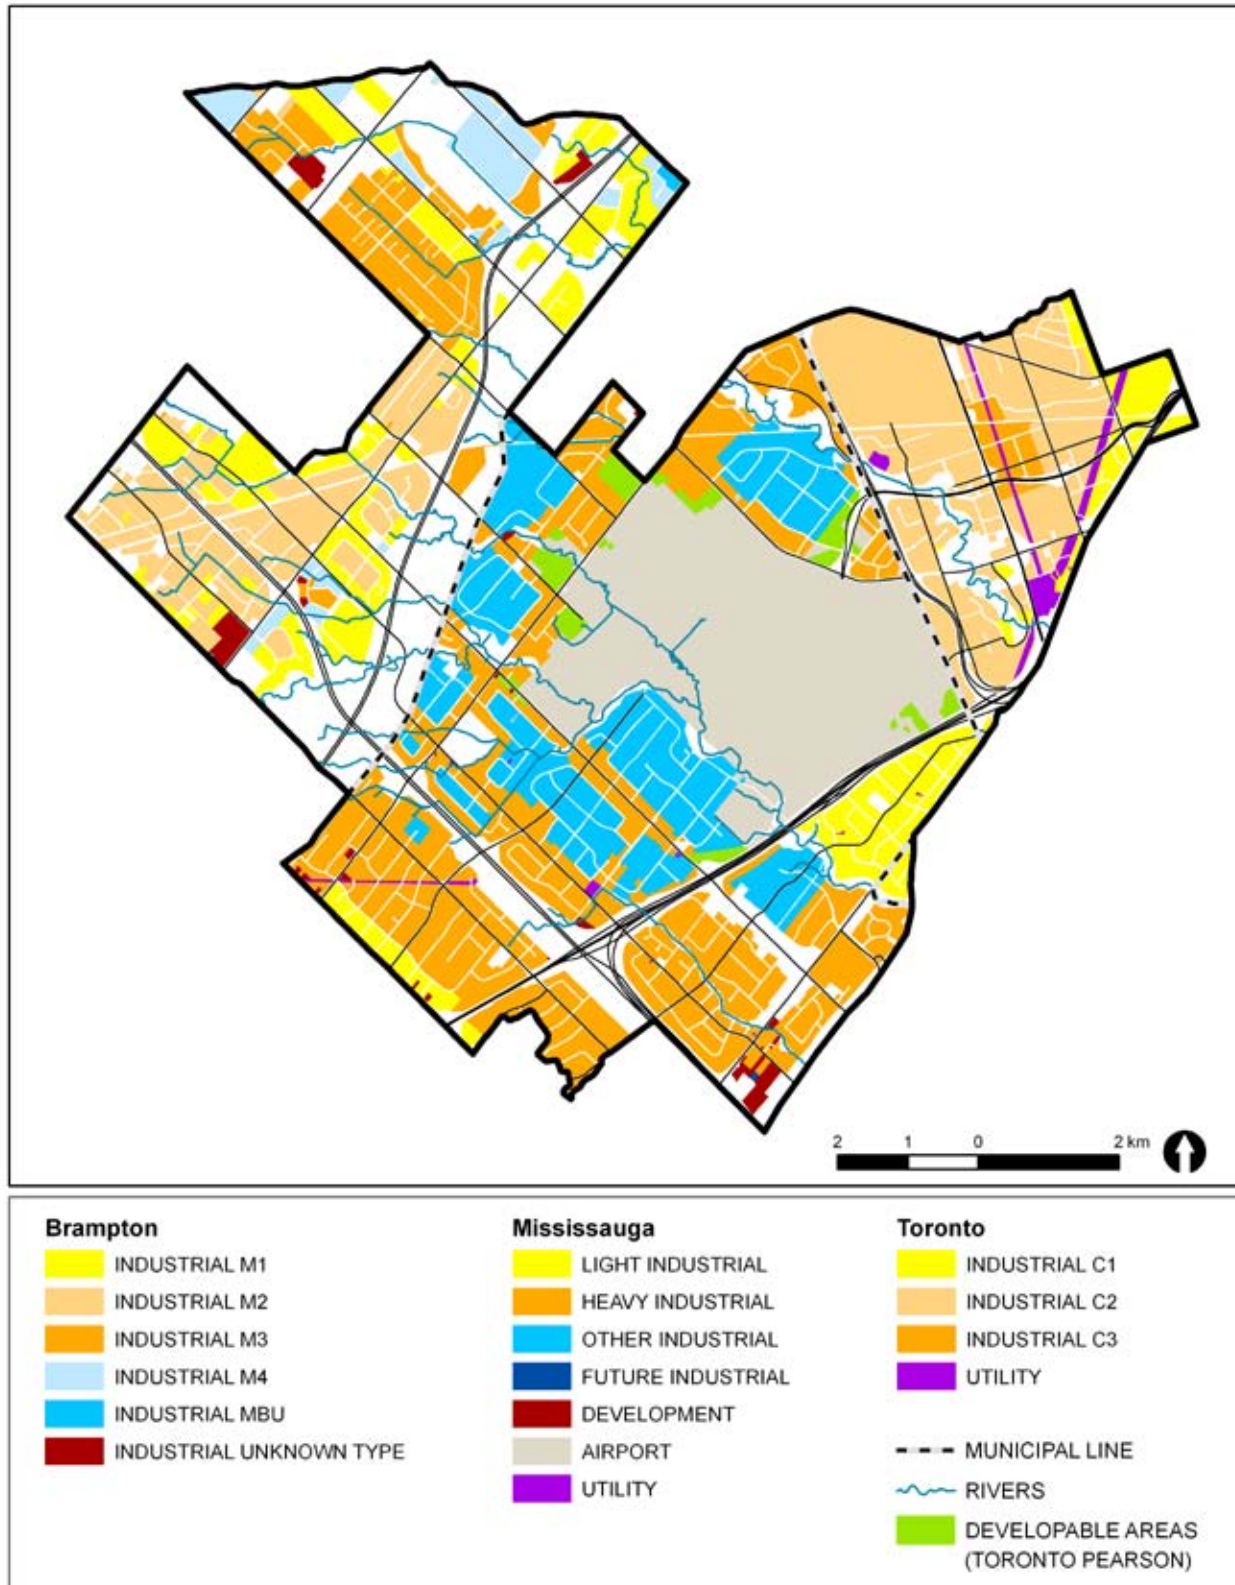 2 1 0 2 km
Brampton
INDUSTRIAL M1
INDUSTRIAL M2
INDUSTRIAL M3
INDUSTRIAL M4
INDUSTRIAL MBU
INDUSTRIAL UNKNOWN TYPE
Mississauga
LIGHT INDUSTRIAL
HEAVY INDUSTRIAL
OTHER INDUSTRIAL
FUTURE INDUSTRIAL
DEVELOPMENT
AIRPORT
UTILITY
Toronto
INDUSTRIAL C1
INDUSTRIAL C2
INDUSTRIAL C3
UTILITY
MUNICIPAL LINE
RIVERS
DEVELOPABLE AREAS
(TORONTO PEARSON)